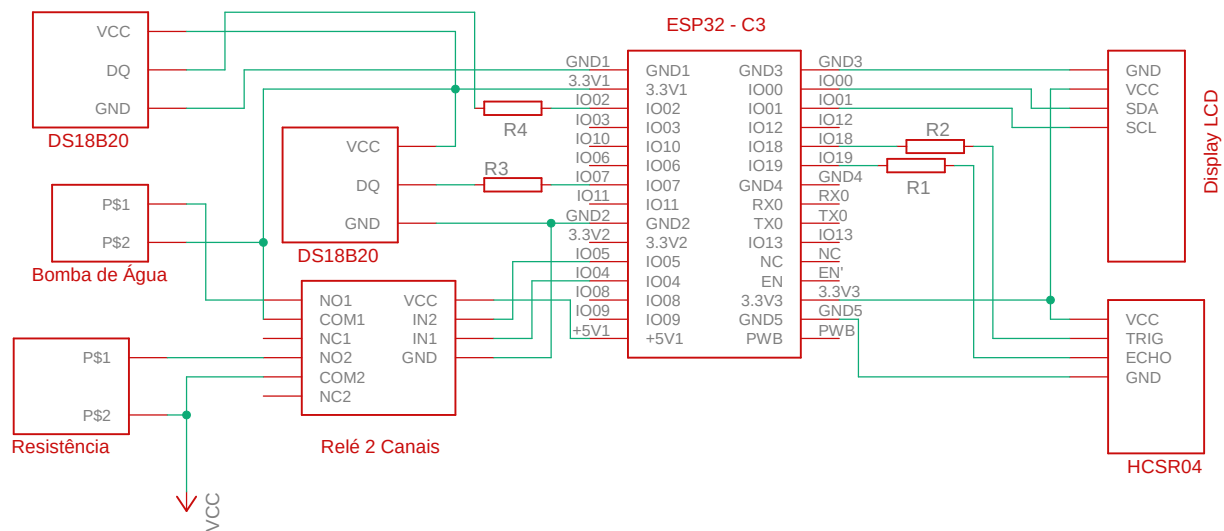 ESP32 - C3
VCC
DQ
GND
DS18B20
VCC
DQ
GND
DS18B20
R4
R3
P$1
P$2
Bomba de Água
P$1
P$2
Resistência
VCC
NO1
COM1
NC1
NO2
COM2
NC2
VCC
IN2
IN1
GND
Relé 2 Canais
GND1
3.3V1
IO02
IO03
IO10
IO06
IO07
IO11
GND2
3.3V2
IO05
IO04
IO08
IO09
+5V1
GND1
3.3V1
IO02
IO03
IO10
IO06
IO07
IO11
GND2
3.3V2
IO05
IO04
IO08
IO09
+5V1
GND3
IO00
IO01
IO12
IO18
IO19
GND4
RX0
TX0
IO13
NC
EN
3.3V3
GND5
PWB
GND3
IO00
IO01
IO12
IO18
IO19
GND4
RX0
TX0
IO13
NC
EN'
3.3V3
GND5
PWB
R2
R1
GND
VCC
SDA
SCL
Display LCD
VCC
TRIG
ECHO
GND
HCSR04